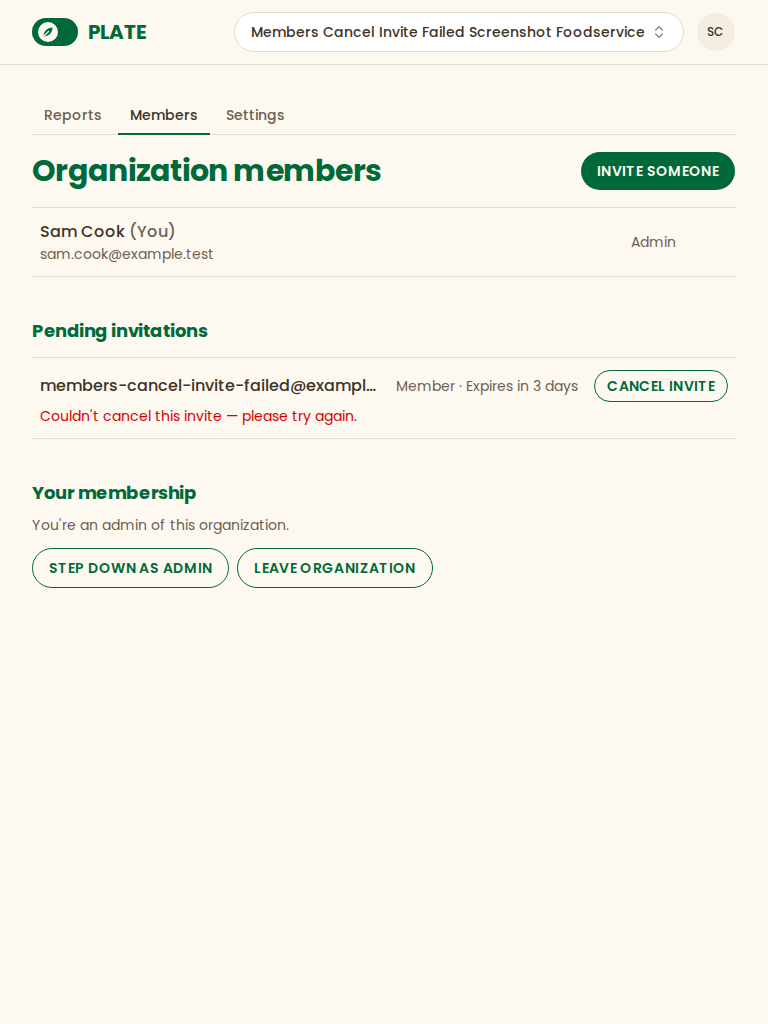 PLATE
Members Cancel Invite Failed Screenshot Foodservice
SC
Reports Members Settings
Organization members
INVITE SOMEONE
Sam Cook (You)
sam.cook@example.test
Admin
Pending invitations
members-cancel-invite-failed@exampl...
Member · Expires in 3 days
CANCEL INVITE
Couldn't cancel this invite — please try again.
Your membership
You're an admin of this organization.
STEP DOWN AS ADMIN
LEAVE ORGANIZATION